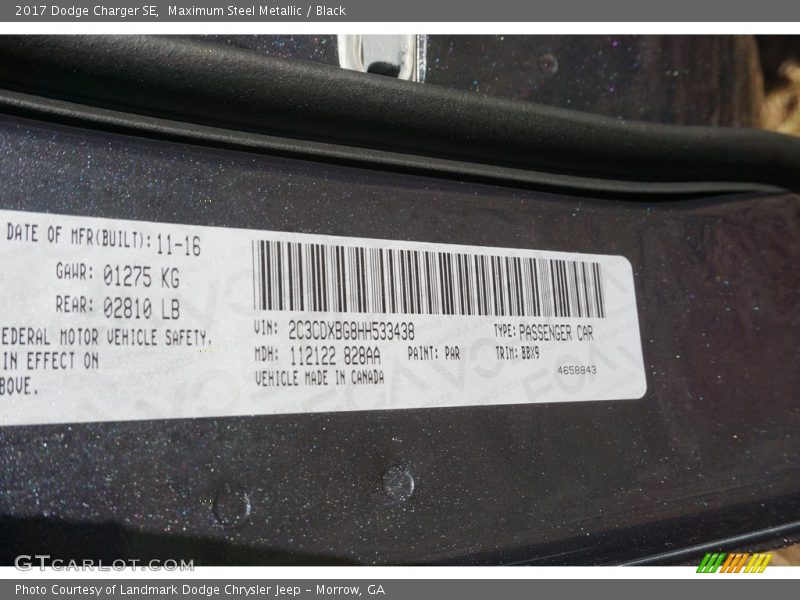 2017 Dodge Charger SE, Maximum Steel Metallic / Black
DATE OF MFR(BUILT): 11-16
GAWR: 01275 KG
REAR: 02810 LB
FEDERAL MOTOR VEHICLE SAFETY.
IN EFFECT ON
BOVE.
VIN: 2C3CDXBG8HH533438 TYPE: PASSENGER CAR
MDH: 112122 828AA PAINT: PAR TRIM: BBX9
VEHICLE MADE IN CANADA 4658843
GTCARLOT.COM
Photo Courtesy of Landmark Dodge Chrysler Jeep - Morrow, GA